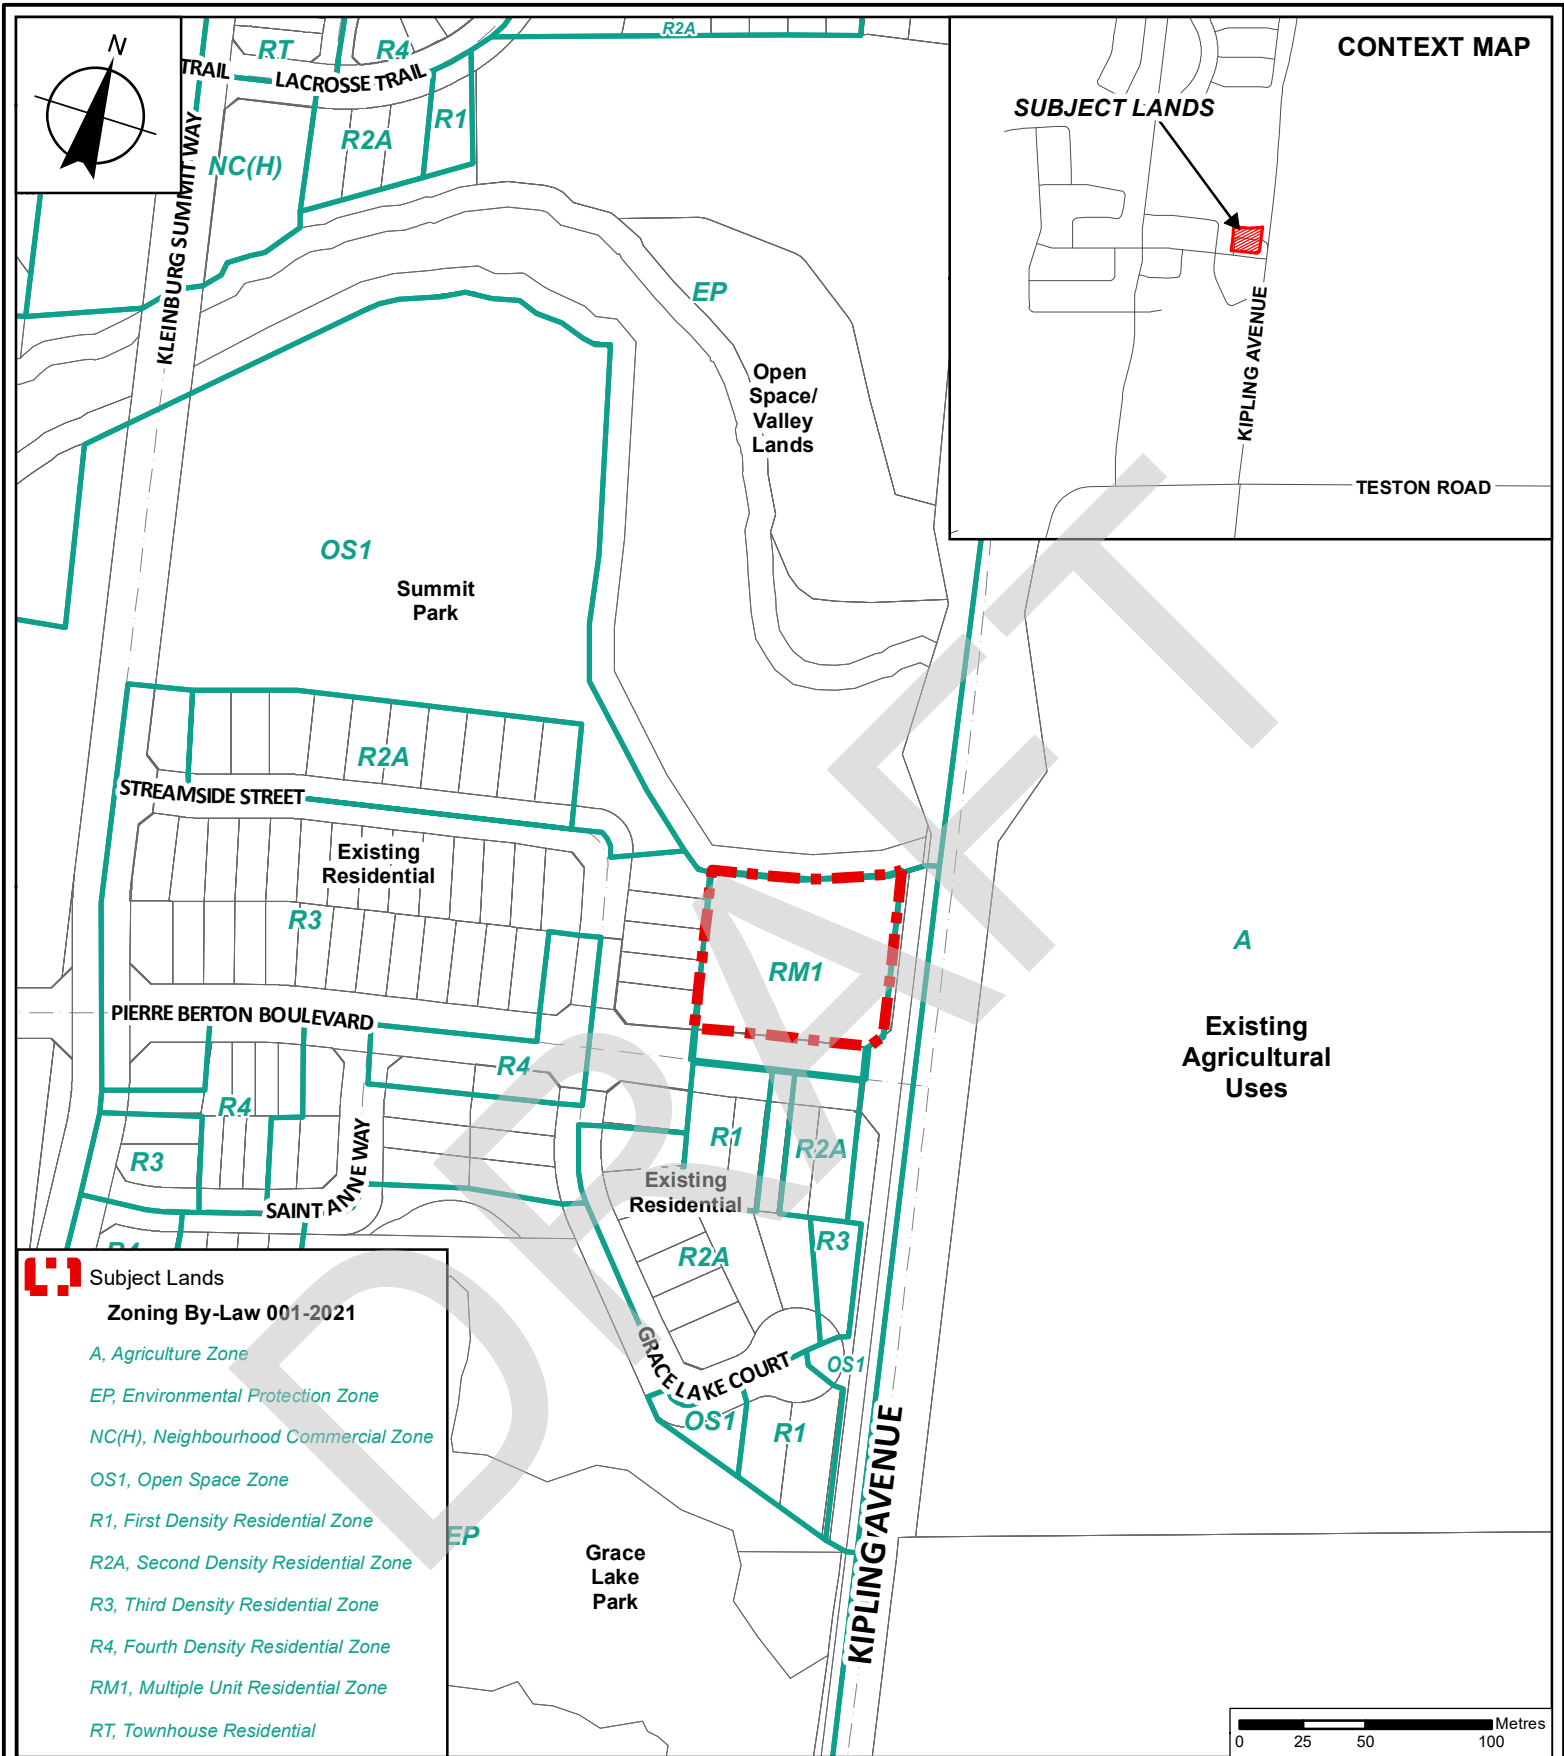 N
CONTEXT MAP
SUBJECT LANDS
KIPLING AVENUE
TESTON ROAD
R2A
RT
R4
TRAIL
LACROSSE TRAIL
R1
R2A
NC(H)
KLEINBURG SUMMIT WAY
EP
Open
Space/
Valley
Lands
OS1
Summit
Park
R2A
STREAMSIDE STREET
Existing
Residential
R3
RM1
A
Existing
Agricultural
Uses
PIERRE BERTON BOULEVARD
R4
R4
R1
R2A
R3
SAINT ANNE WAY
Existing
Residential
R3
R2A
R4
GRACE LAKE COURT
OS1
OS1
R1
KIPLING AVENUE
EP
Grace
Lake
Park
Subject Lands
Zoning By-Law 001-2021
A, Agriculture Zone
EP, Environmental Protection Zone
NC(H), Neighbourhood Commercial Zone
OS1, Open Space Zone
R1, First Density Residential Zone
R2A, Second Density Residential Zone
R3, Third Density Residential Zone
R4, Fourth Density Residential Zone
RM1, Multiple Unit Residential Zone
RT, Townhouse Residential
Metres
0 25 50 100
DRAFT